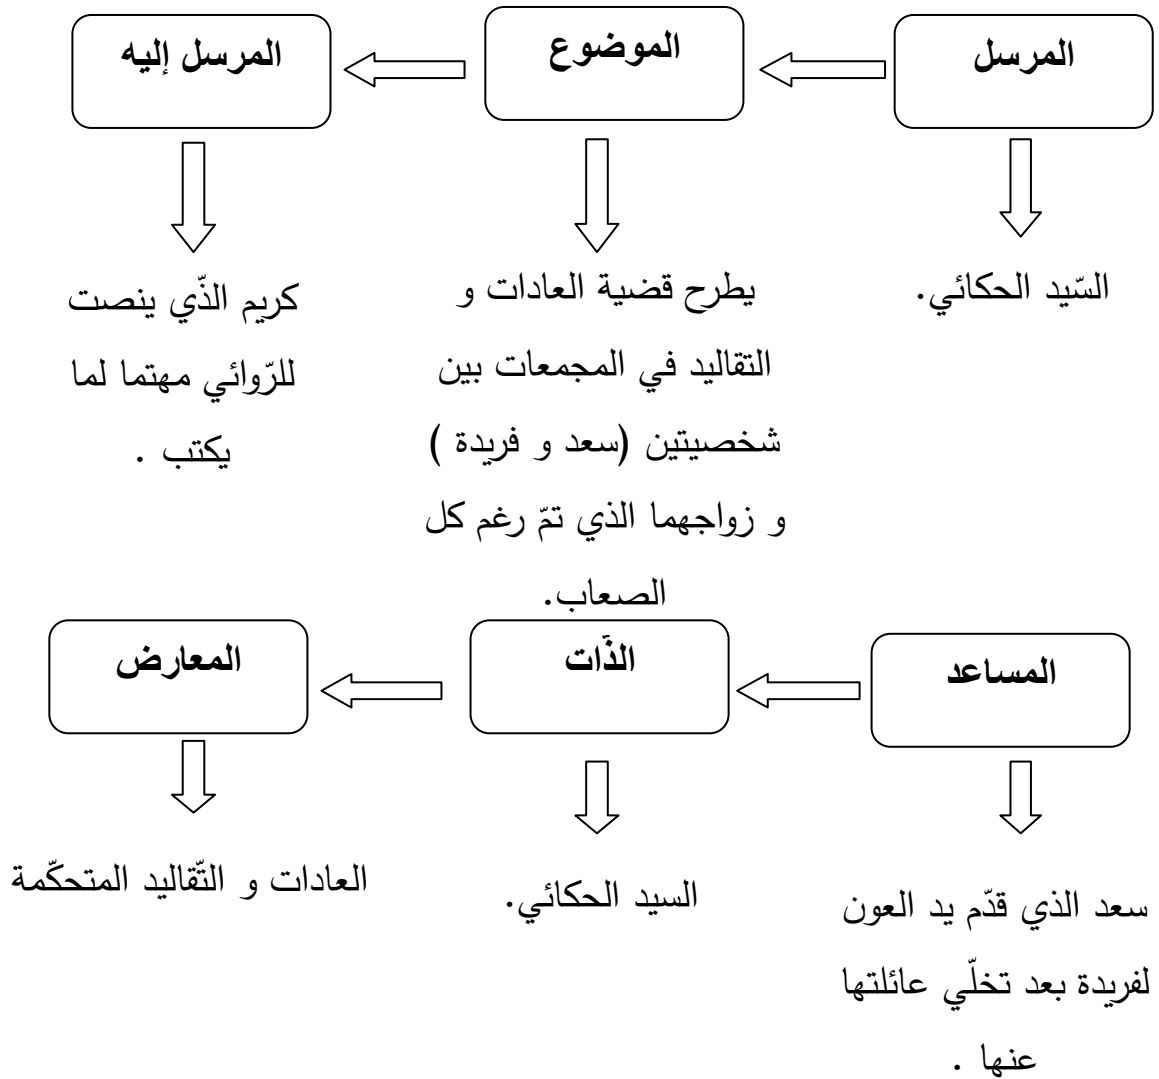 المرسل
الموضوع
المرسل إليه
السّيد الحكائي.
يطرح قضية العادات و
التقاليد في المجمعات بين
شخصيتين (سعد و فريدة )
و زواجهما الذي تمّ رغم كل
الصعاب.
كريم الذّي ينصت
للرّوائي مهتما لما
يكتب .
المساعد
الذّات
المعارض
سعد الذي قدّم يد العون
لفريدة بعد تخلّي عائلتها
عنها .
السيد الحكائي.
العادات و التّقاليد المتحكّمة